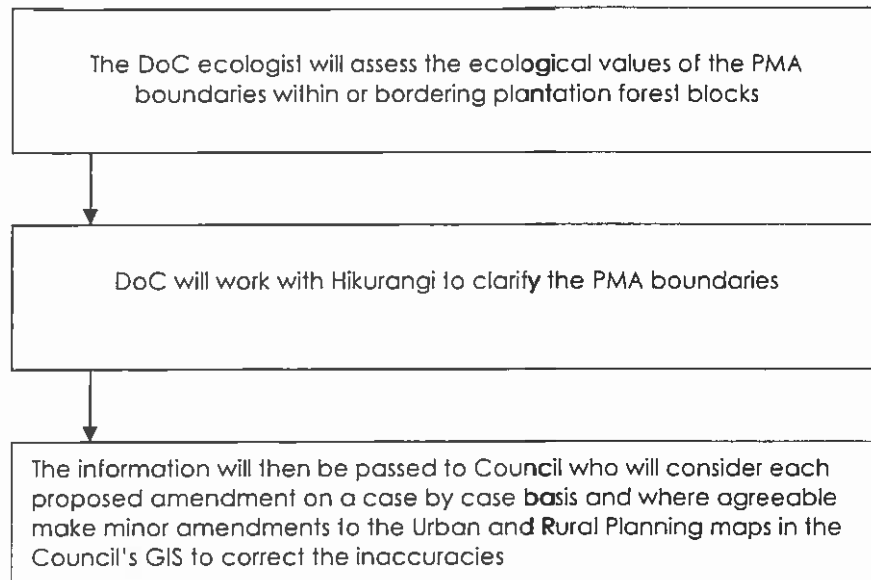 The DoC ecologist will assess the ecological values of the PMA
boundaries within or bordering plantation forest blocks
DoC will work with Hikurangi to clarify the PMA boundaries
The information will then be passed to Council who will consider each
proposed amendment on a case by case basis and where agreeable
make minor amendments to the Urban and Rural Planning maps in the
Council's GIS to correct the inaccuracies